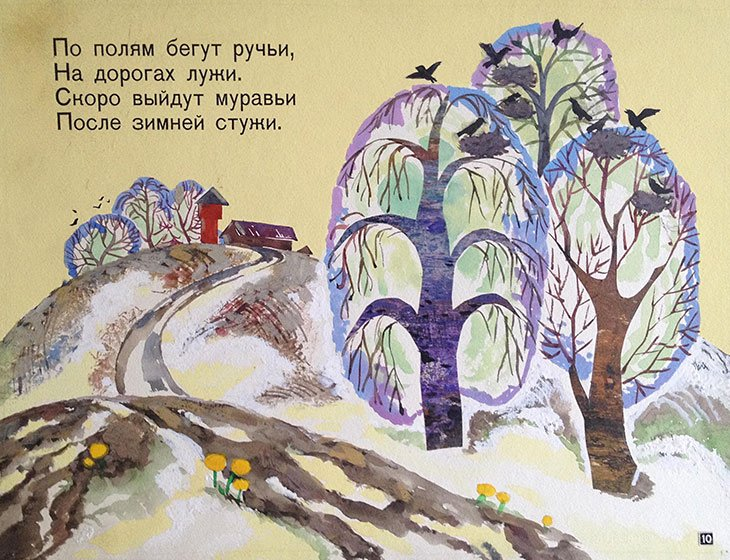 По полям бегут ручьи,
На дорогах лужи.
Скоро выйдут муравьи
После зимней стужи.
10